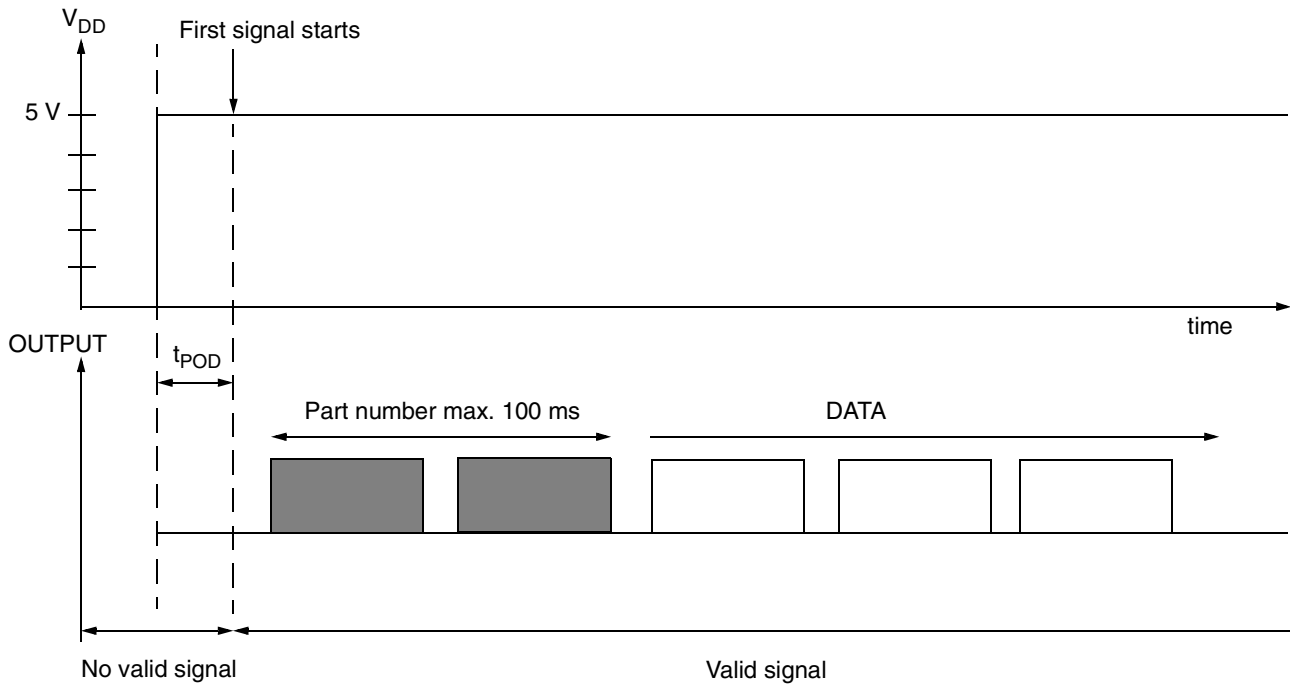 V_DD
First signal starts
5 V
time
OUTPUT
t_POD
Part number max. 100 ms
DATA
No valid signal
Valid signal